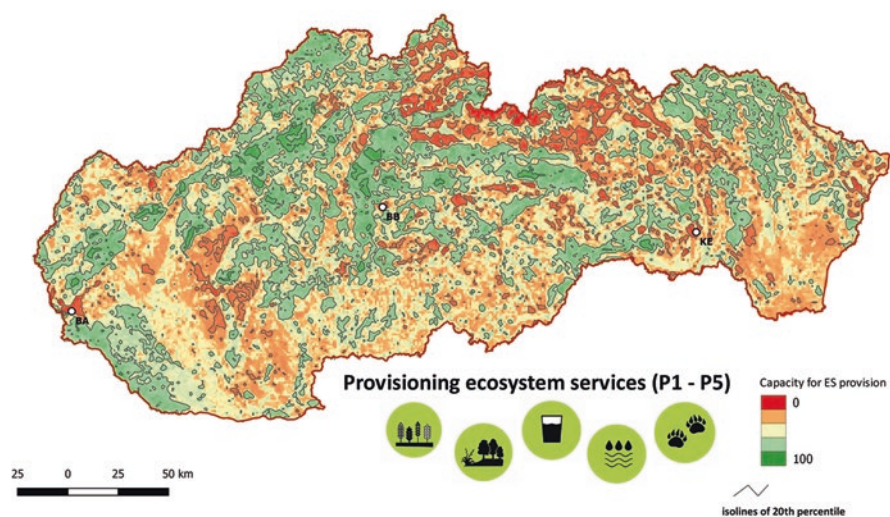 BB
KE
BA
Provisioning ecosystem services (P1 - P5)
Capacity for ES provision
0
100
25 0 25 50 km
isolines of 20th percentile